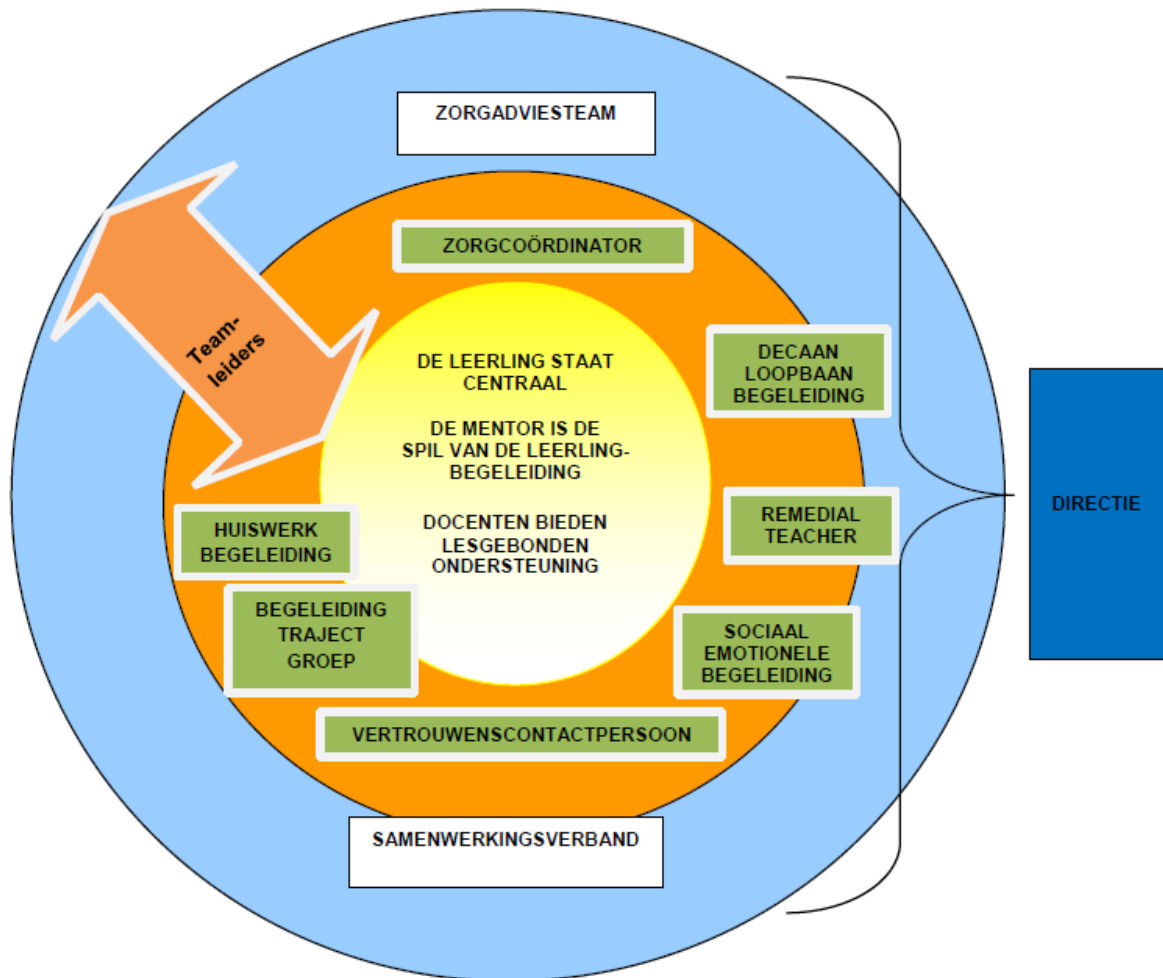 ZORGADVIESTEAM
ZORGCOÖRDINATOR
Team-
leiders
DE LEERLING STAAT
CENTRAAL
DE MENTOR IS DE
SPIL VAN DE LEERLING-
BEGELEIDING
DOCENTEN BIEDEN
LESGEBONDEN
ONDERSTEUNING
DECAAN
LOOPBAAN
BEGELEIDING
REMEDIAL
TEACHER
DIRECTIE
HUISWERK
BEGELEIDING
BEGELEIDING
TRAJECT
GROEP
SOCIAAL
EMOTIONELE
BEGELEIDING
VERTROUWENSCONTACTPERSOON
SAMENWERKINGSVERBAND